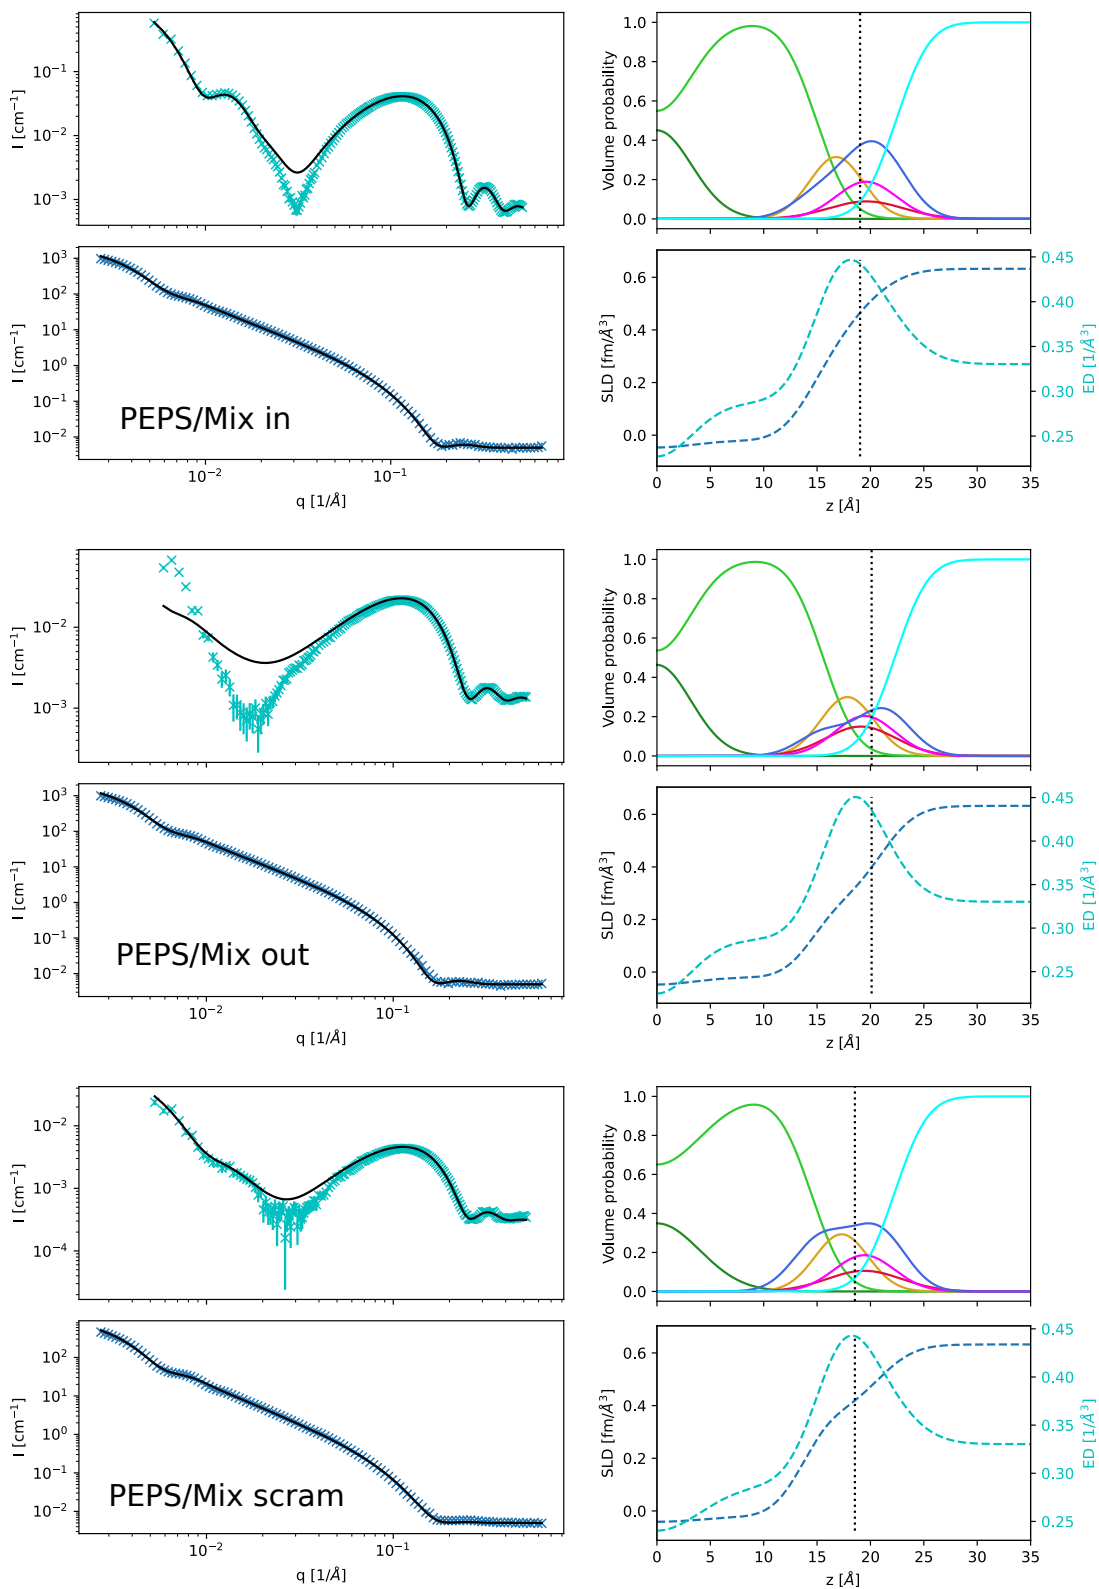 I [cm⁻¹]
10⁻¹
10⁻²
10⁻³
Volume probability
1.0
0.8
0.6
0.4
0.2
0.0
I [cm⁻¹]
10³
10²
10¹
10⁰
10⁻¹
10⁻²
PEPS/Mix in
10⁻² 10⁻¹
q [1/Å]
SLD [fm/Å³]
0.6
0.4
0.2
0.0
0.45
0.40
0.35
0.30
0.25
ED [1/Å³]
0 5 10 15 20 25 30 35
z [Å]
I [cm⁻¹]
10⁻²
10⁻³
Volume probability
1.0
0.8
0.6
0.4
0.2
0.0
I [cm⁻¹]
10³
10²
10¹
10⁰
10⁻¹
10⁻²
PEPS/Mix out
10⁻² 10⁻¹
q [1/Å]
SLD [fm/Å³]
0.6
0.4
0.2
0.0
0.45
0.40
0.35
0.30
0.25
ED [1/Å³]
0 5 10 15 20 25 30 35
z [Å]
I [cm⁻¹]
10⁻²
10⁻³
10⁻⁴
Volume probability
1.0
0.8
0.6
0.4
0.2
0.0
I [cm⁻¹]
10²
10¹
10⁰
10⁻¹
10⁻²
PEPS/Mix scram
10⁻² 10⁻¹
q [1/Å]
SLD [fm/Å³]
0.6
0.4
0.2
0.0
0.45
0.40
0.35
0.30
0.25
ED [1/Å³]
0 5 10 15 20 25 30 35
z [Å]